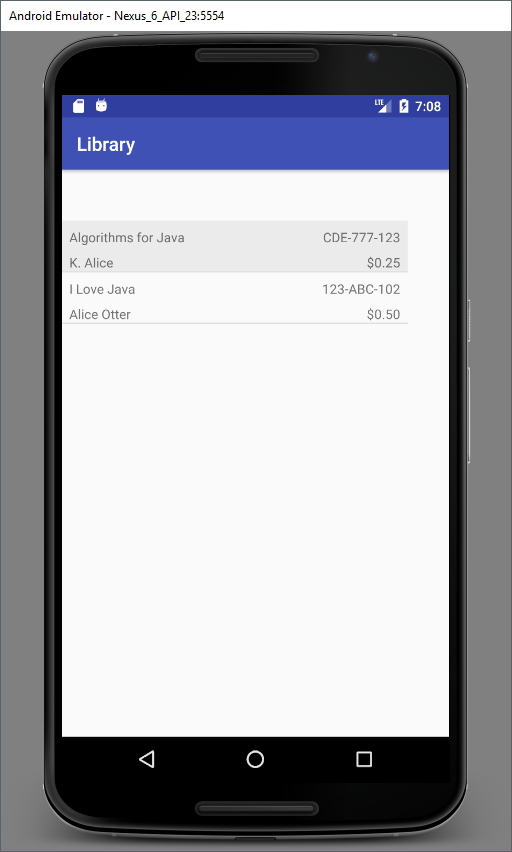 Android Emulator - Nexus_6_API_23:5554
LTE 7:08
Library
Algorithms for Java CDE-777-123
K. Alice $0.25
I Love Java 123-ABC-102
Alice Otter $0.50